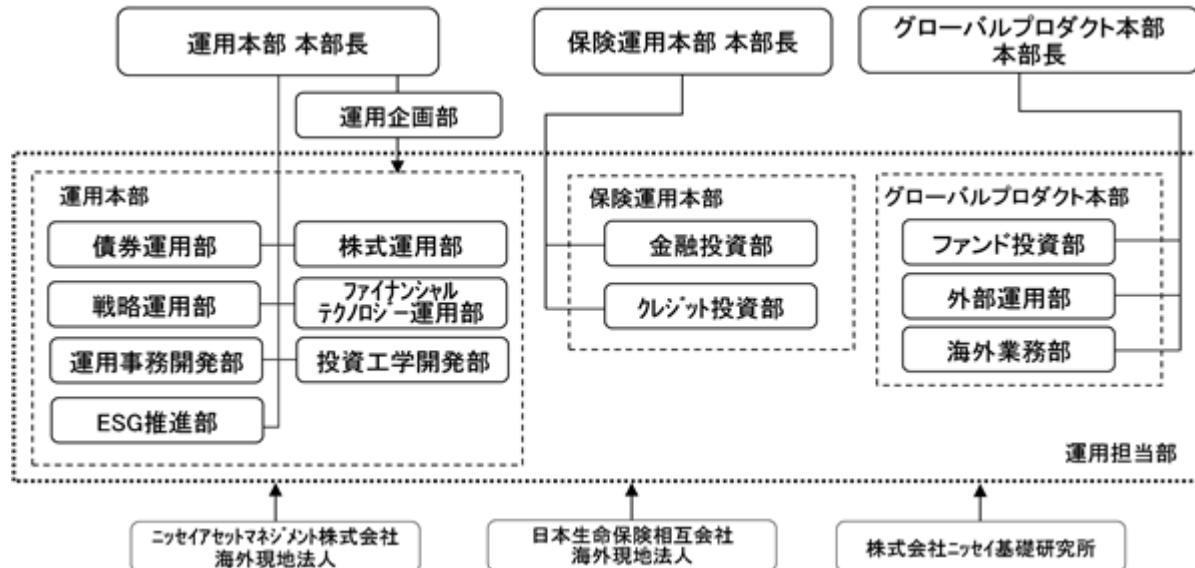 運用本部 本部長
保険運用本部 本部長
グローバルプロダクト本部
本部長
運用企画部
運用本部
債券運用部
株式運用部
戦略運用部
ファイナンシャル
テクノロジー運用部
運用事務開発部
投資工学開発部
ESG推進部
保険運用本部
金融投資部
クレジット投資部
グローバルプロダクト本部
ファンド投資部
外部運用部
海外業務部
運用担当部
ニッセイアセットマネジメント株式会社
海外現地法人
日本生命保険相互会社
海外現地法人
株式会社ニッセイ基礎研究所